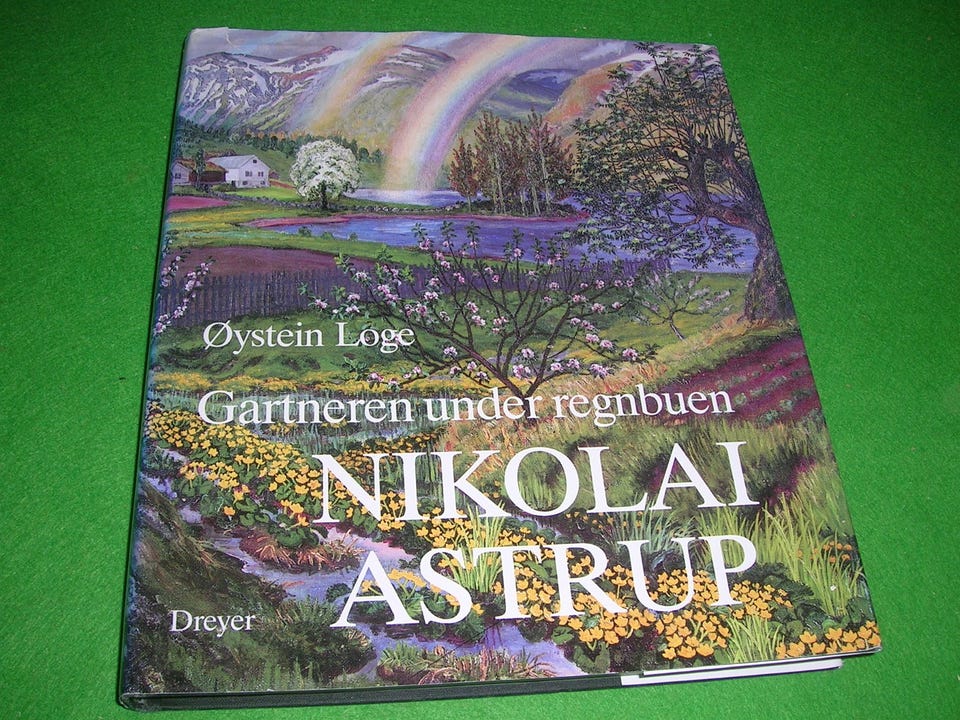 Øystein Loge
Gartneren under regnbuen
NIKOLAI
ASTRUP
Dreyer